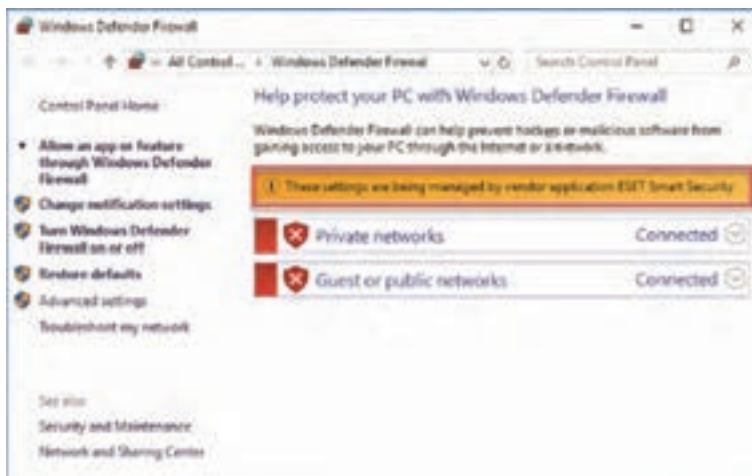 Windows Defender Firewall
All Control... Windows Defender Firewall
Search Control Panel
Control Panel Home
Allow an app or feature
through Windows Defender
Firewall
Change notification settings
Turn Windows Defender
Firewall on or off
Restore defaults
Advanced settings
Troubleshoot my network
See also
Security and Maintenance
Network and Sharing Center
Help protect your PC with Windows Defender Firewall
Windows Defender Firewall can help prevent hackers or malicious software from
gaining access to your PC through the Internet or a network.
These settings are being managed by vendor application ESET Smart Security
Private networks Connected
Guest or public networks Connected